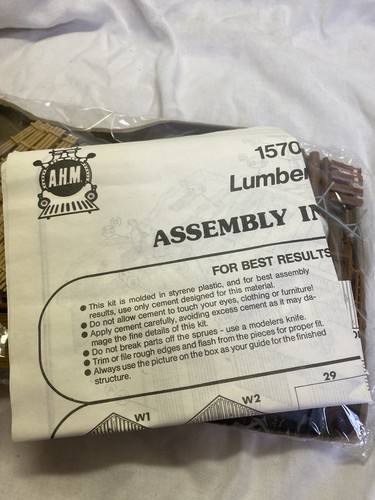 A.H.M.
1570
Lumber
ASSEMBLY IN
FOR BEST RESULTS
● This kit is molded in styrene plastic, and for best assembly
results, use only cement designed for this material.
● Do not allow cement to touch your eyes, clothing or furniture!
● Apply cement carefully, avoiding excess cement as it may da-
mage the fine details of this kit.
● Do not break parts off the sprues - use a modelers knife.
● Trim or file rough edges and flash from the pieces for proper fit.
● Always use the picture on the box as your guide for the finished
structure.
29
W1
W2